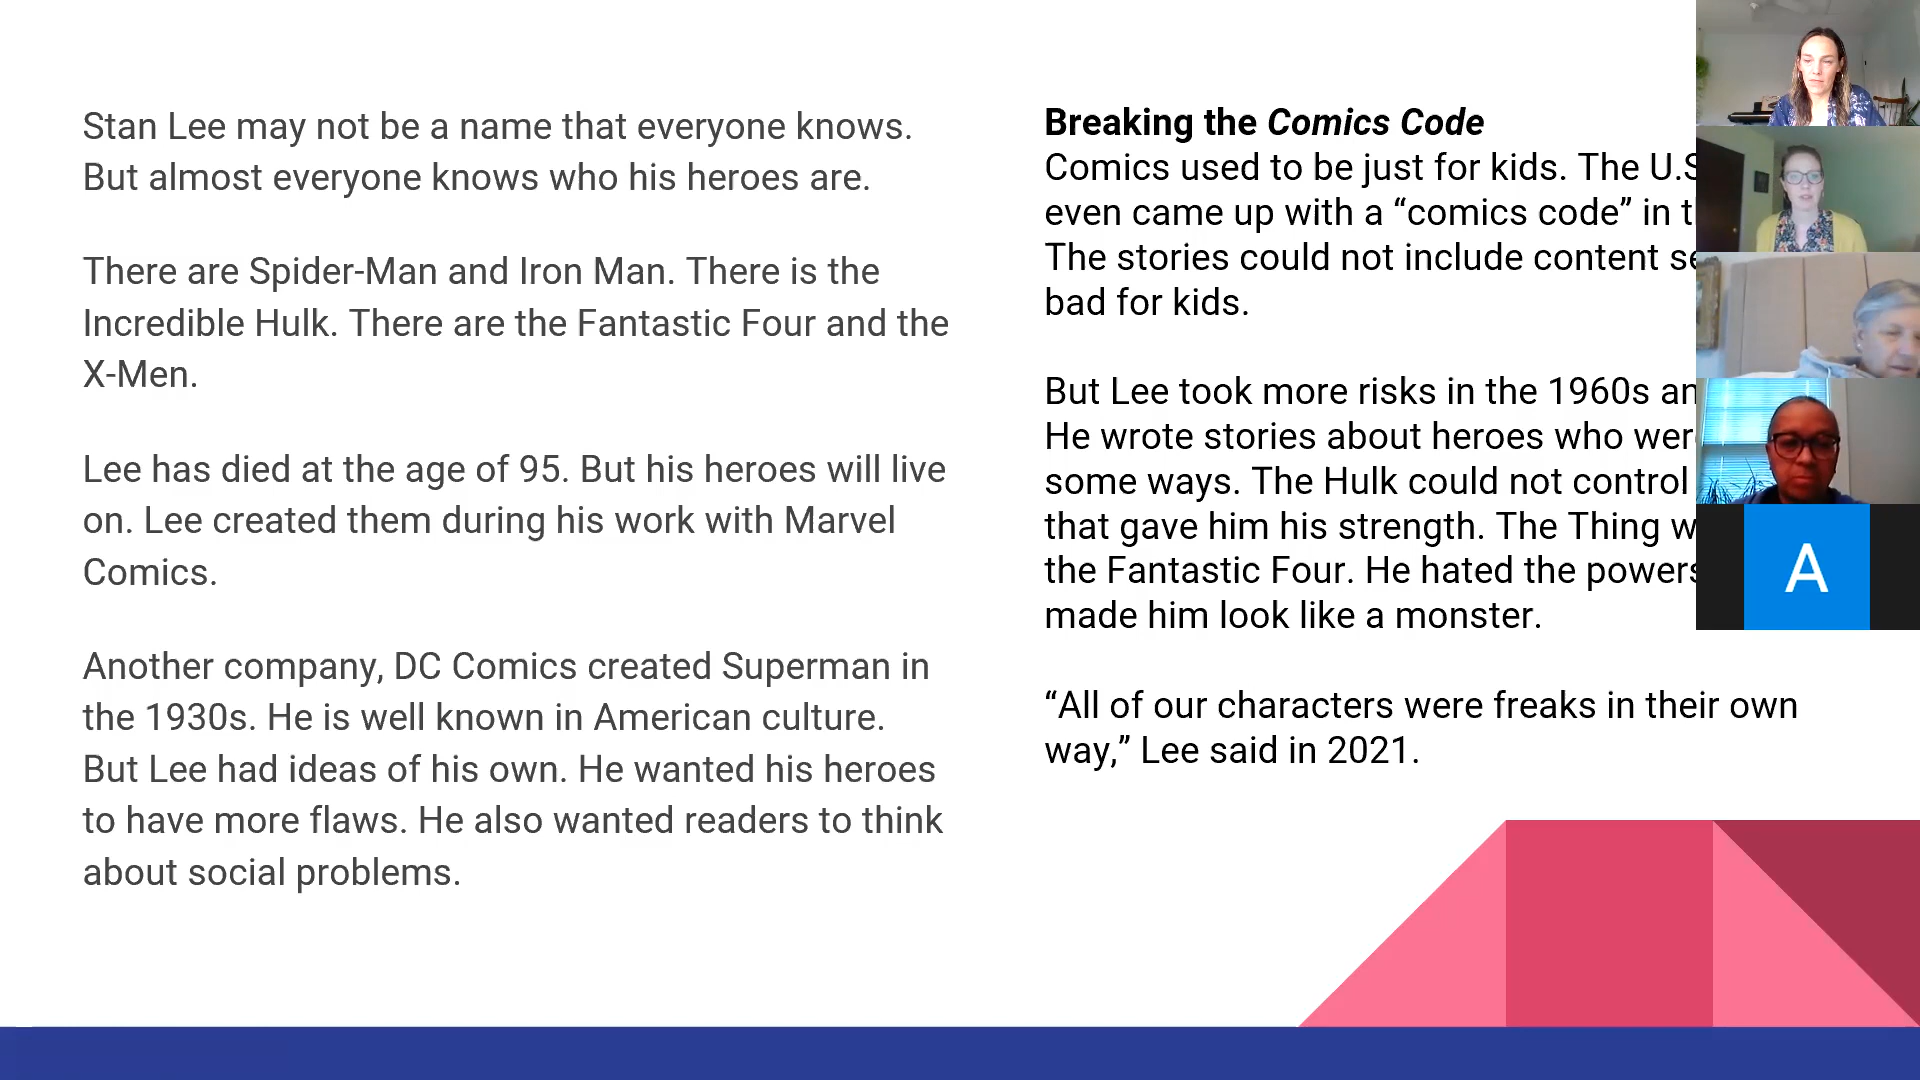 Stan Lee may not be a name that everyone knows.
But almost everyone knows who his heroes are.
There are Spider-Man and Iron Man. There is the
Incredible Hulk. There are the Fantastic Four and the
X-Men.
Lee has died at the age of 95. But his heroes will live
on. Lee created them during his work with Marvel
Comics.
Another company, DC Comics created Superman in
the 1930s. He is well known in American culture.
But Lee had ideas of his own. He wanted his heroes
to have more flaws. He also wanted readers to think
about social problems.
Breaking the Comics Code
Comics used to be just for kids. The U.S
even came up with a “comics code” in
The stories could not include content
bad for kids.
But Lee took more risks in the 1960s
He wrote stories about heroes who
some ways. The Hulk could not control
that gave him his strength. The Thing
the Fantastic Four. He hated the powers
made him look like a monster.
“All of our characters were freaks in their own
way,” Lee said in 2021.
A